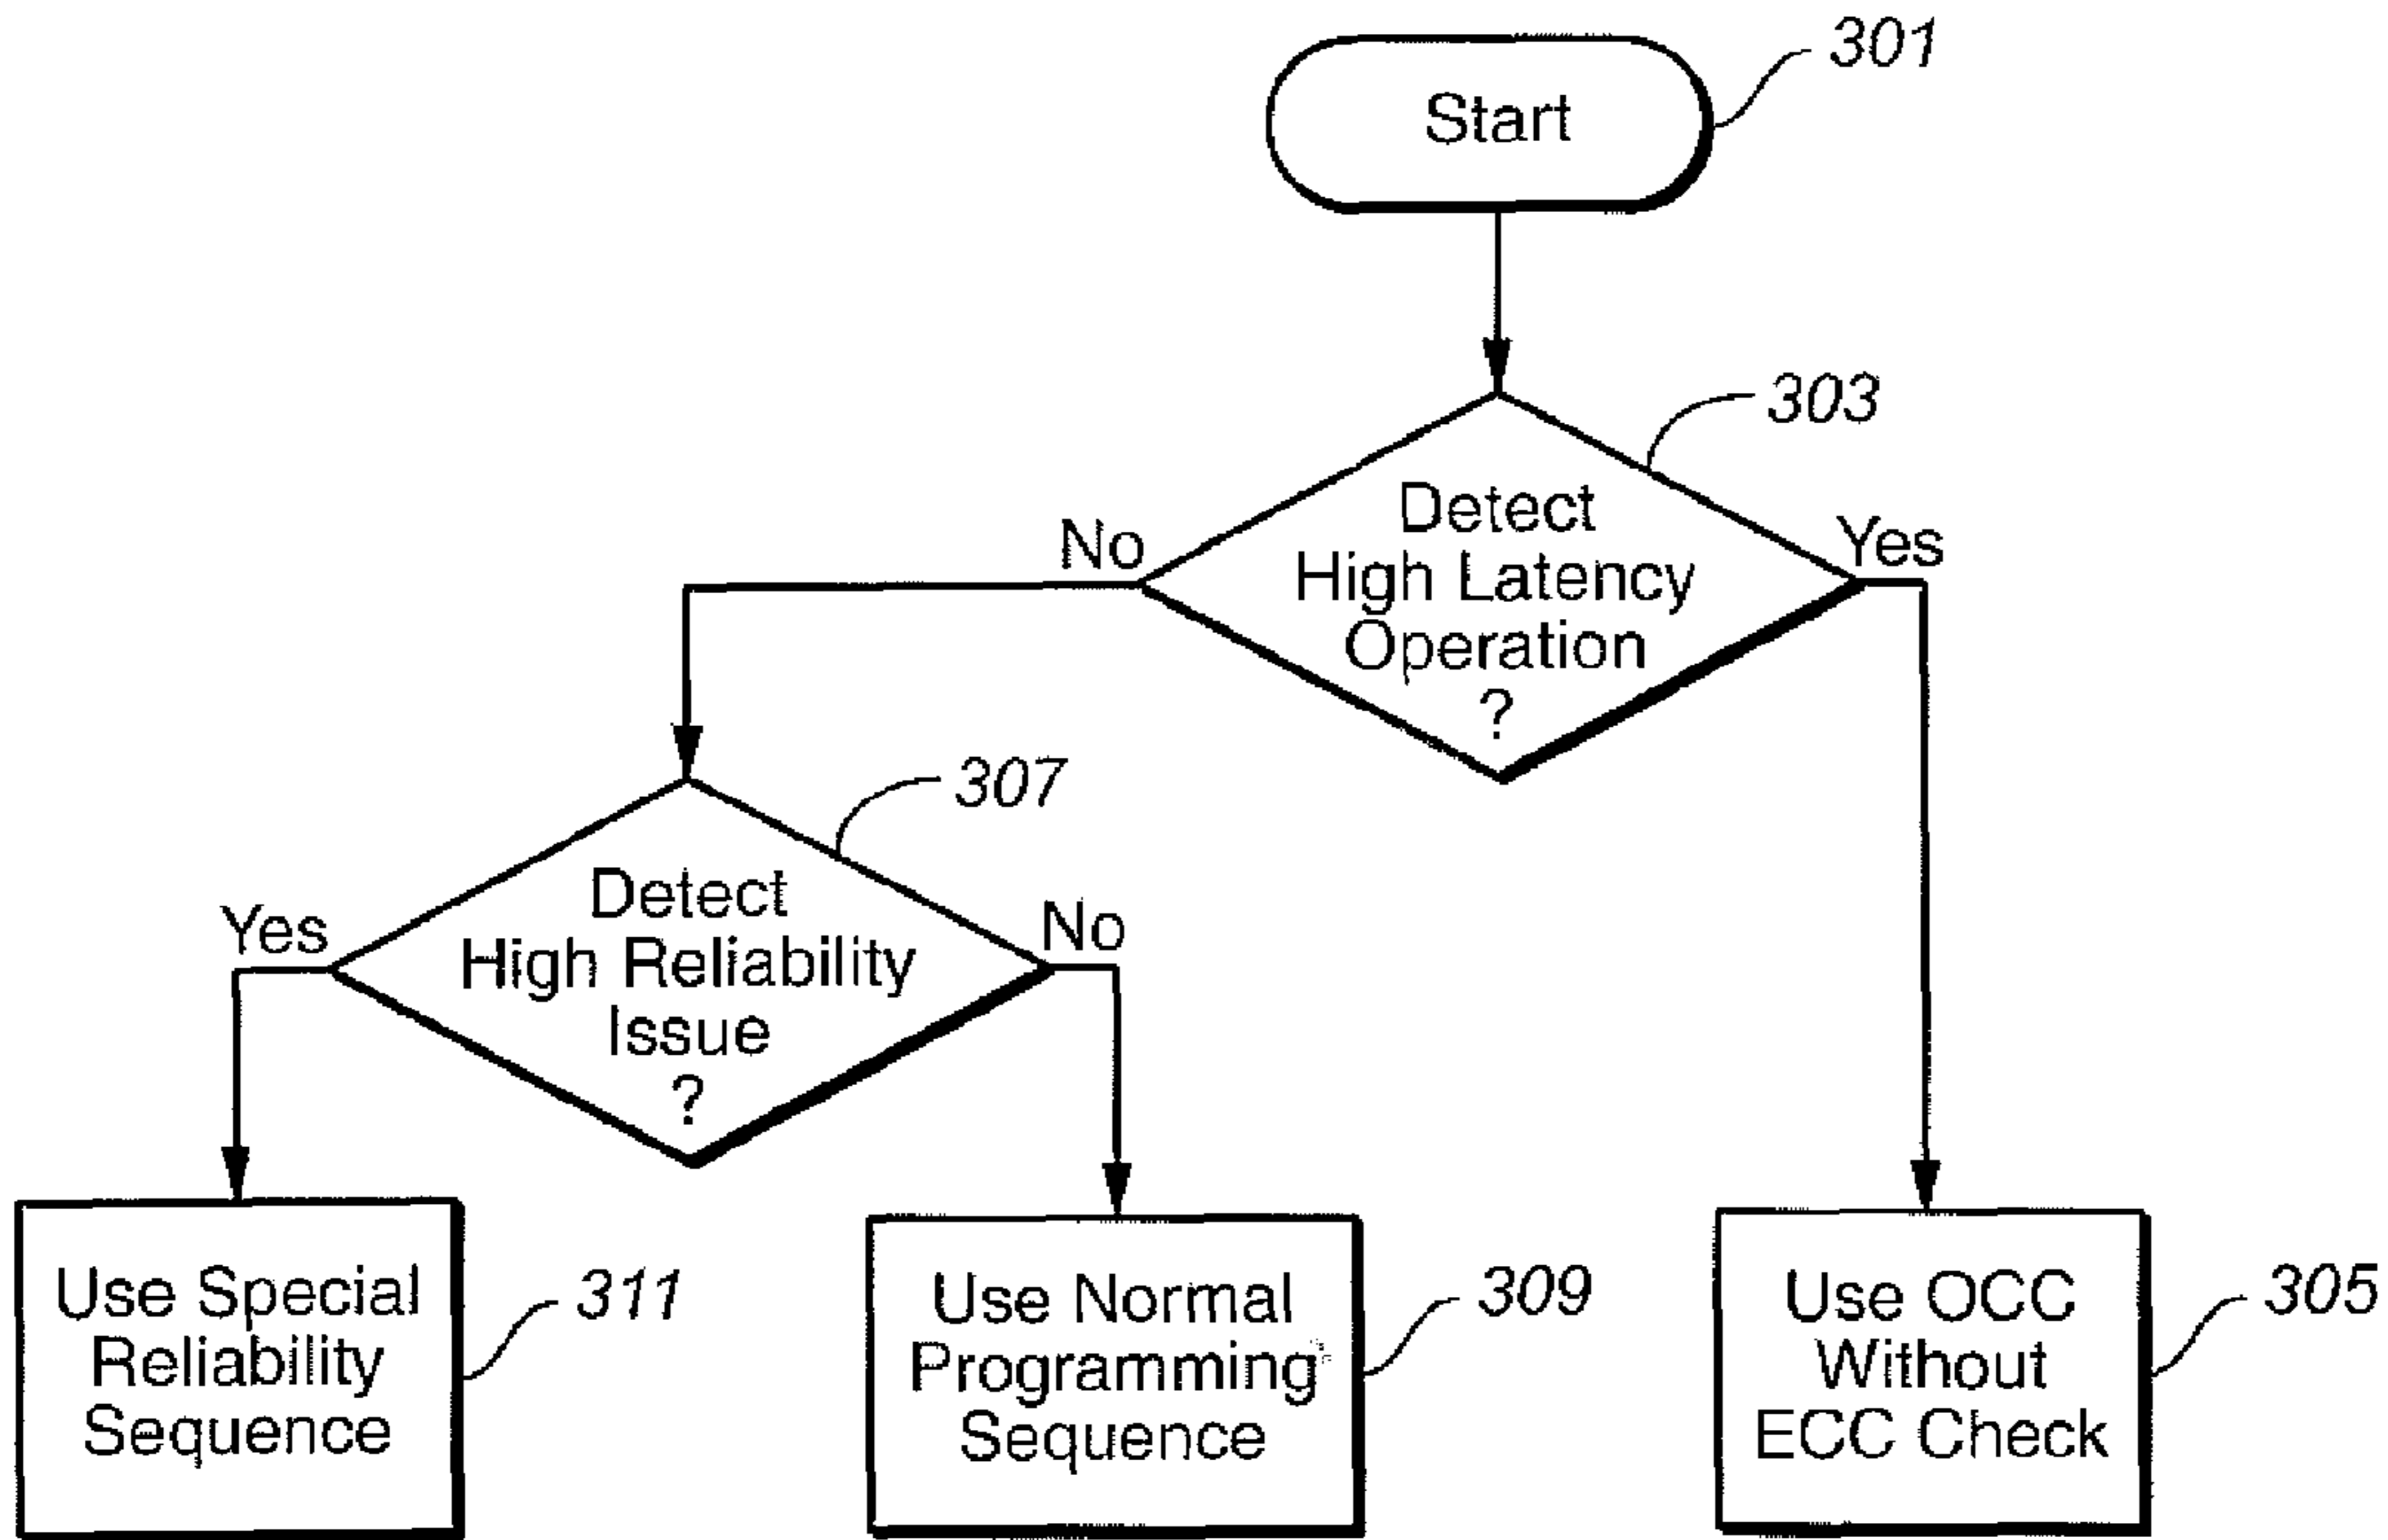 Start
301
303
Detect
High Latency
Operation
?
No
Yes
307
Detect
High Reliability
Issue
?
Yes
No
Use Special
Reliability
Sequence
311
Use Normal
Programming
Sequence
309
Use OCC
Without
ECC Check
305